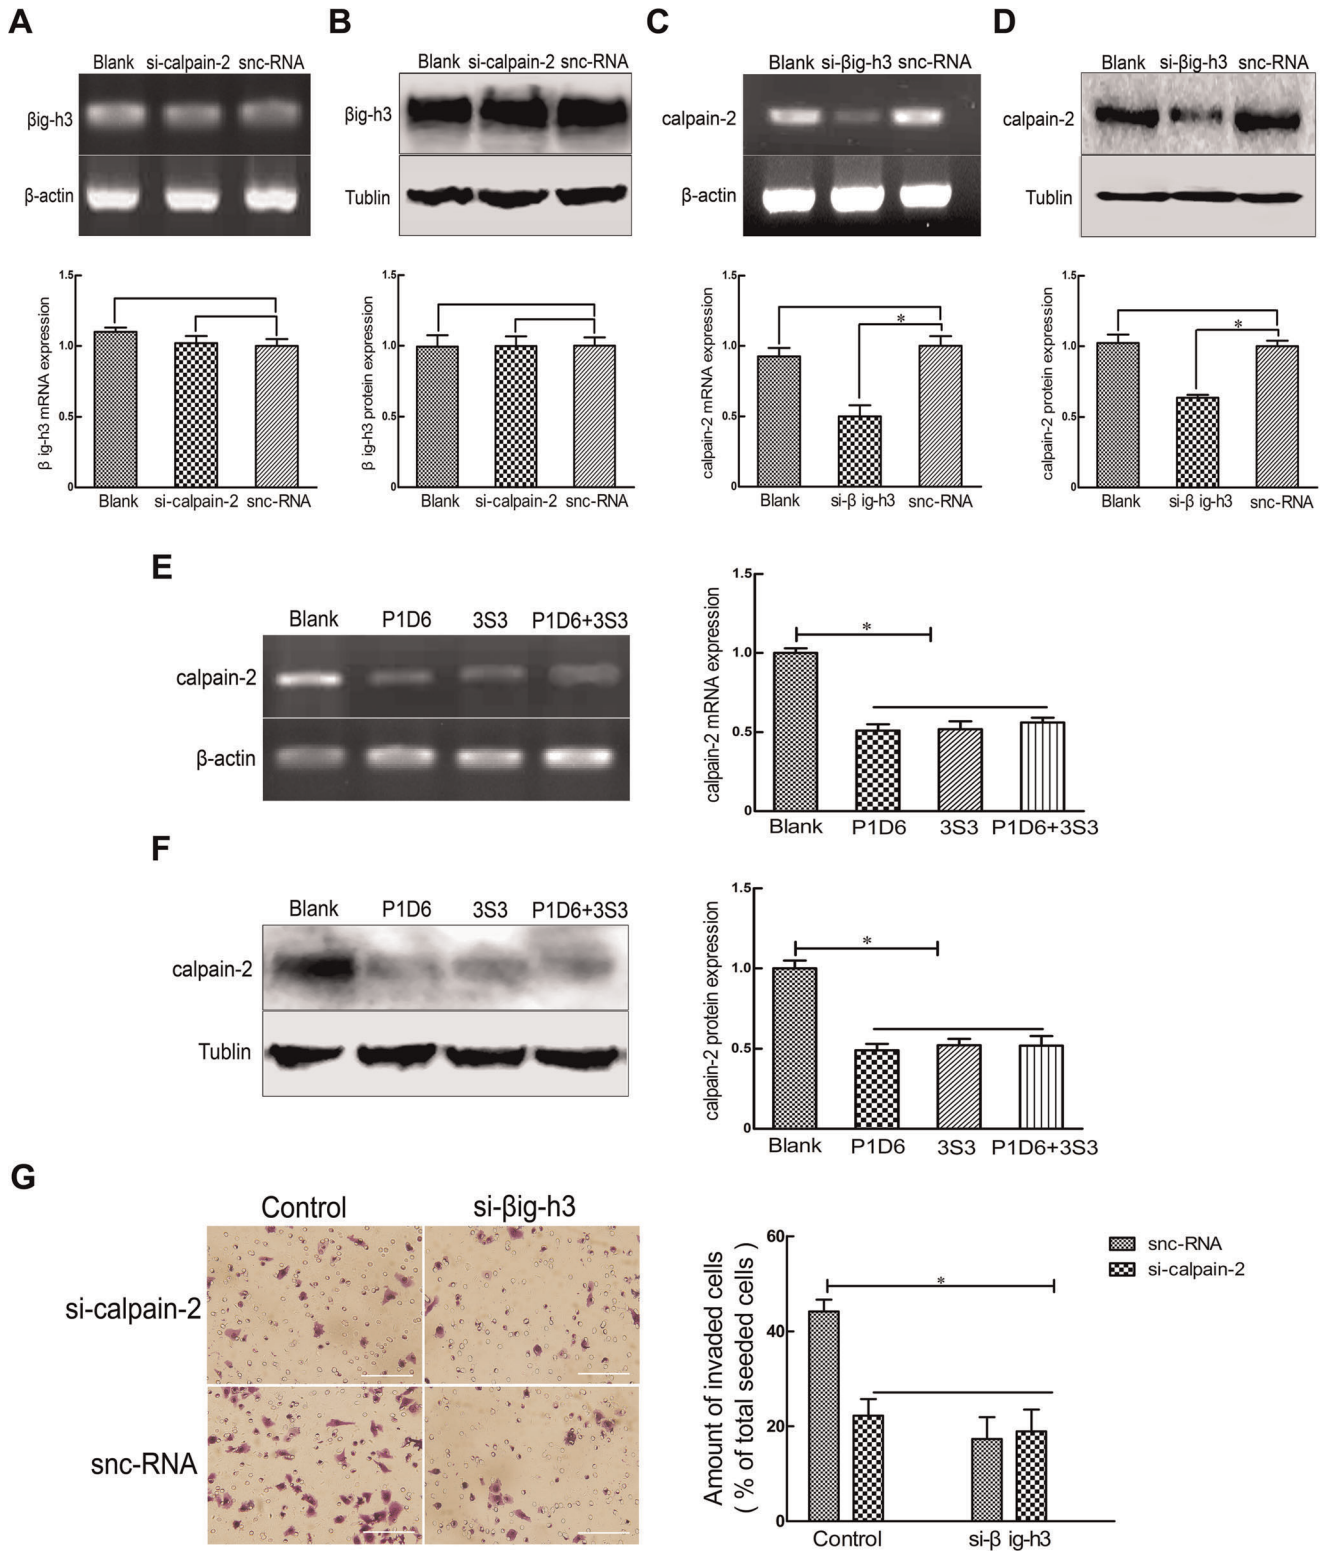 A
B
C
D
Blank si-calpain-2 snc-RNA
βig-h3
β-actin
Blank si-calpain-2 snc-RNA
βig-h3
Tublin
Blank si-βig-h3 snc-RNA
calpain-2
β-actin
Blank si-βig-h3 snc-RNA
calpain-2
Tublin
β ig-h3 mRNA expression
1.5
1.0
0.5
0
Blank si-calpain-2 snc-RNA
β ig-h3 protein expression
1.5
1.0
0.5
0
Blank si-calpain-2 snc-RNA
calpain-2 mRNA expression
1.5
1.0
0.5
0
*
Blank si-β ig-h3 snc-RNA
calpain-2 protein expression
1.5
1.0
0.5
0
*
Blank si-β ig-h3 snc-RNA
E
Blank P1D6 3S3 P1D6+3S3
calpain-2
β-actin
calpain-2 mRNA expression
1.5
1.0
0.5
0
*
Blank P1D6 3S3 P1D6+3S3
F
Blank P1D6 3S3 P1D6+3S3
calpain-2
Tublin
calpain-2 protein expression
1.5
1.0
0.5
0
*
Blank P1D6 3S3 P1D6+3S3
G
Control si-βig-h3
si-calpain-2
snc-RNA
Amount of invaded cells
( % of total seeded cells )
60
40
20
0
*
snc-RNA
si-calpain-2
Control si-β ig-h3